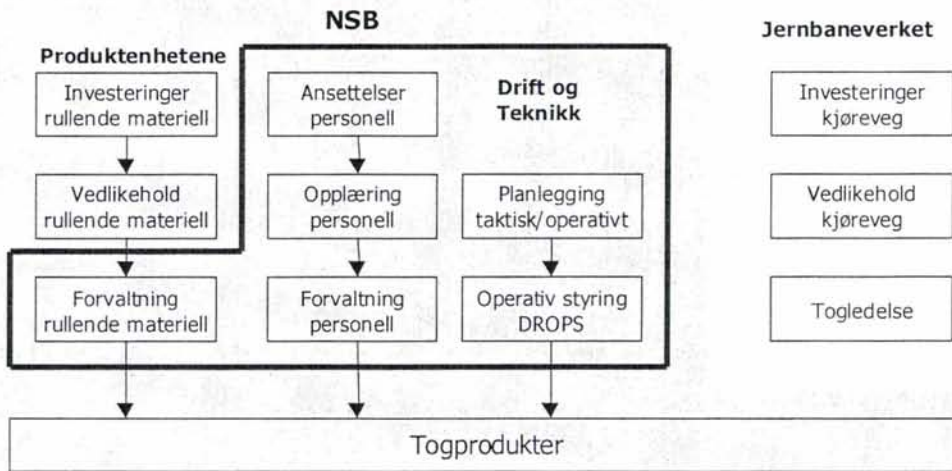 NSB
Jernbaneverket
Produktenhetene
Investeringer
rullende materiell
Ansettelser
personell
Drift og
Teknikk
Investeringer
kjøreveg
Vedlikehold
rullende materiell
Opplæring
personell
Planlegging
taktisk/operativt
Vedlikehold
kjøreveg
Forvaltning
rullende materiell
Forvaltning
personell
Operativ styring
DROPS
Togledelse
Togprodukter